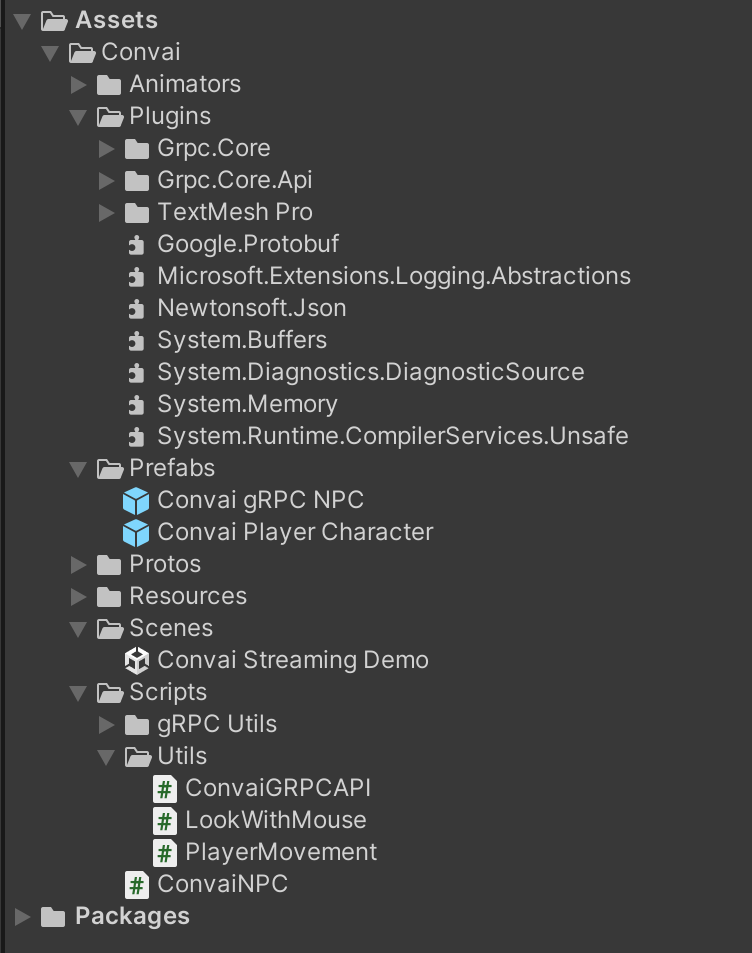 Assets
Convai
Animators
Plugins
Grpc.Core
Grpc.Core.Api
TextMesh Pro
Google.Protobuf
Microsoft.Extensions.Logging.Abstractions
Newtonsoft.Json
System.Buffers
System.Diagnostics.DiagnosticSource
System.Memory
System.Runtime.CompilerServices.Unsafe
Prefabs
Convai gRPC NPC
Convai Player Character
Protos
Resources
Scenes
Convai Streaming Demo
Scripts
gRPC Utils
Utils
# ConvaiGRPCAPI
# LookWithMouse
# PlayerMovement
# ConvaiNPC
Packages